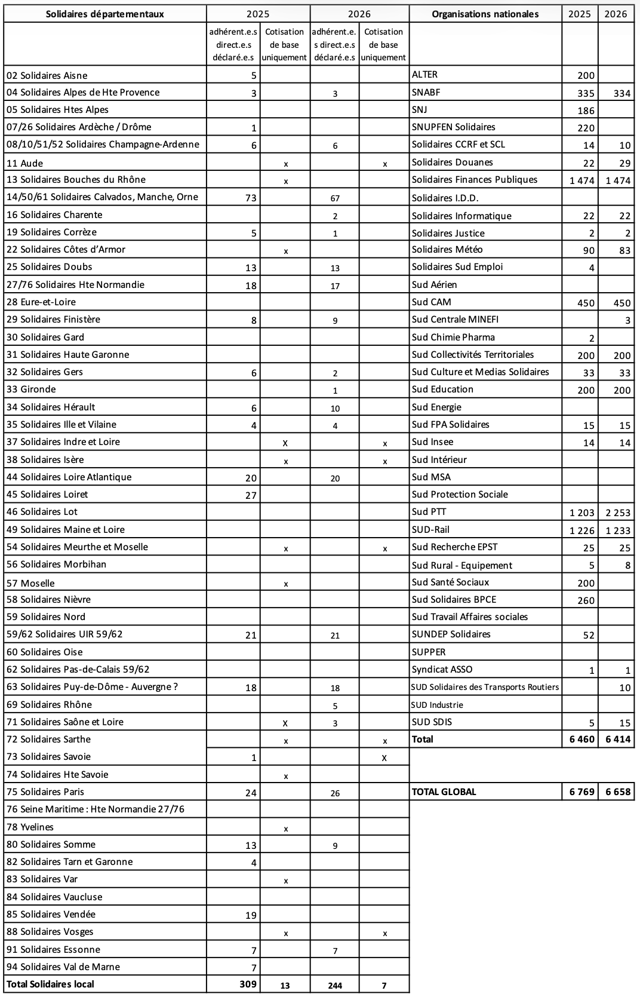 Solidaires départementaux 2025 2026 Organisations nationales 2025 2026
adhérent.e.s Cotisation adhérent.e. Cotisation
direct.e.s de base s direct.e.s de base
déclaré.e.s uniquement déclaré.e.s uniquement
02 Solidaires Aisne 5 ALTER 200
04 Solidaires Alpes de Hte Provence 3 3 SNABF 335 334
05 Solidaires Htes Alpes SNJ 186
07/26 Solidaires Ardèche / Drôme 1 SNUPFEN Solidaires 220
08/10/51/52 Solidaires Champagne-Ardenne 6 6 Solidaires CCRF et SCL 14 10
11 Aude x x Solidaires Douanes 22 29
13 Solidaires Bouches du Rhône x Solidaires Finances Publiques 1 474 1 474
14/50/61 Solidaires Calvados, Manche, Orne 73 67 Solidaires I.D.D.
16 Solidaires Charente 2 Solidaires Informatique 22 22
19 Solidaires Corrèze 5 1 Solidaires Justice 2 2
22 Solidaires Côtes d’Armor x Solidaires Météo 90 83
25 Solidaires Doubs 13 13 Solidaires Sud Emploi 4
27/76 Solidaires Hte Normandie 18 17 Sud Aérien
28 Eure-et-Loire Sud CAM 450 450
29 Solidaires Finistère 8 9 Sud Centrale MINEFI 3
30 Solidaires Gard Sud Chimie Pharma 2
31 Solidaires Haute Garonne Sud Collectivités Territoriales 200 200
32 Solidaires Gers 6 2 Sud Culture et Medias Solidaires 33 33
33 Gironde 1 Sud Education 200 200
34 Solidaires Hérault 6 10 Sud Energie
35 Solidaires Ille et Vilaine 4 4 Sud FPA Solidaires 15 15
37 Solidaires Indre et Loire X x Sud Insee 14 14
38 Solidaires Isère x x Sud Intérieur
44 Solidaires Loire Atlantique 20 20 Sud MSA
45 Solidaires Loiret 27 Sud Protection Sociale
46 Solidaires Lot Sud PTT 1 203 2 253
49 Solidaires Maine et Loire SUD-Rail 1 226 1 233
54 Solidaires Meurthe et Moselle x x Sud Recherche EPST 25 25
56 Solidaires Morbihan Sud Rural - Equipement 5 8
57 Moselle x Sud Santé Sociaux 200
58 Solidaires Nièvre Sud Solidaires BPCE 260
59 Solidaires Nord Sud Travail Affaires sociales
59/62 Solidaires UIR 59/62 21 21 SUNDEP Solidaires 52
60 Solidaires Oise SUPPER
62 Solidaires Pas-de-Calais 59/62 Syndicat ASSO 1 1
63 Solidaires Puy-de-Dôme - Auvergne ? 18 18 SUD Solidaires des Transports Routiers 10
69 Solidaires Rhône 5 SUD Industrie
71 Solidaires Saône et Loire X 3 SUD SDIS 5 15
72 Solidaires Sarthe x x Total 6 460 6 414
73 Solidaires Savoie 1 X
74 Solidaires Hte Savoie x
75 Solidaires Paris 24 26 TOTAL GLOBAL 6 769 6 658
76 Seine Maritime : Hte Normandie 27/76
78 Yvelines x
80 Solidaires Somme 13 9
82 Solidaires Tarn et Garonne 4
83 Solidaires Var x
84 Solidaires Vaucluse
85 Solidaires Vendée 19
88 Solidaires Vosges x x
91 Solidaires Essonne 7 7
94 Solidaires Val de Marne 7
Total Solidaires local 309 13 244 7